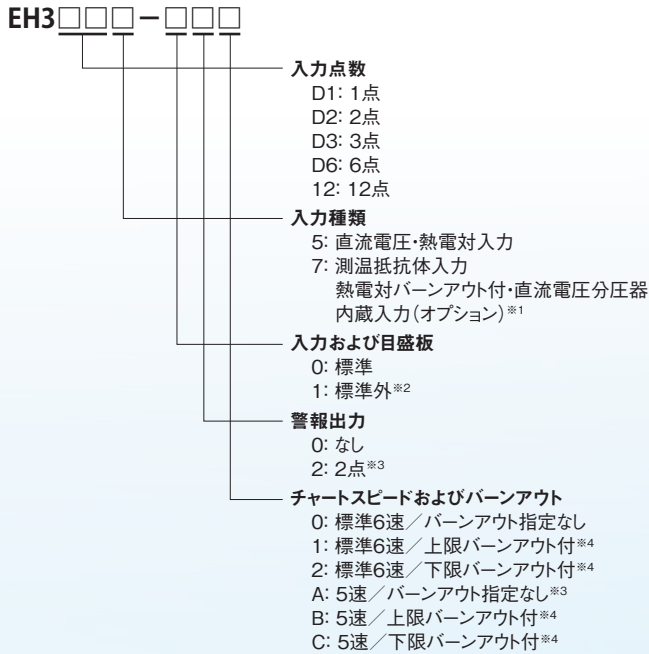 EH3□□□－□□□
入力点数
D1: 1点
D2: 2点
D3: 3点
D6: 6点
12: 12点
入力種類
5: 直流電圧・熱電対入力
7: 測温抵抗体入力
熱電対バーンアウト付・直流電圧分圧器
内蔵入力(オプション)※1
入力および目盛板
0: 標準
1: 標準外※2
警報出力
0: なし
2: 2点※3
チャートスピードおよびバーンアウト
0: 標準6速／バーンアウト指定なし
1: 標準6速／上限バーンアウト付※4
2: 標準6速／下限バーンアウト付※4
A: 5速／バーンアウト指定なし※3
B: 5速／上限バーンアウト付※4
C: 5速／下限バーンアウト付※4